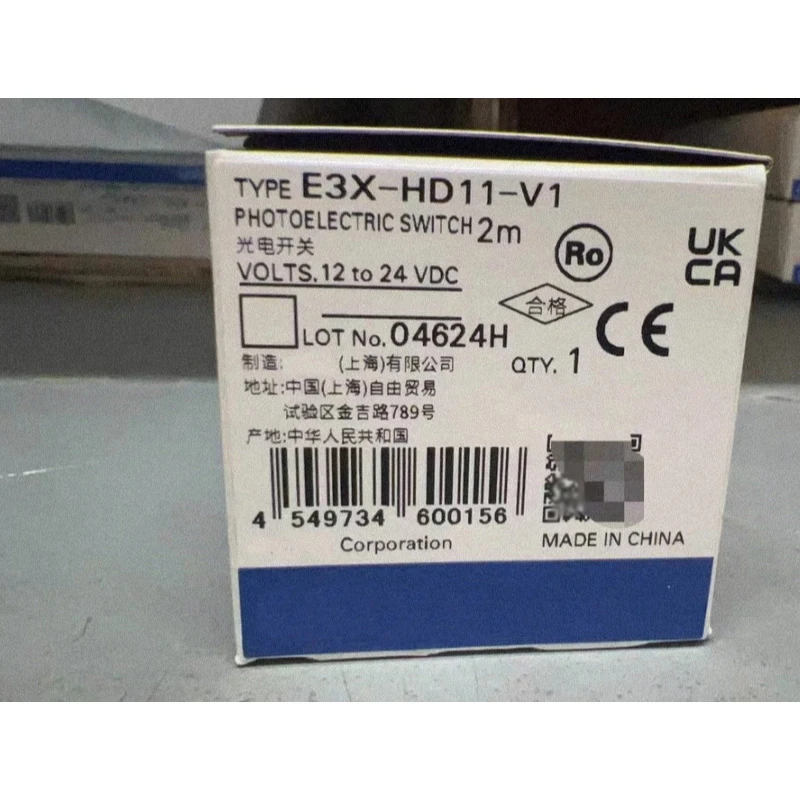 TYPE E3X-HD11-V1
PHOTOELECTRIC SWITCH 2m
光电开关
VOLTS. 12 to 24 VDC
Ro
UK
CA
合格
CE
LOT No. 04624H
QTY. 1
制造: (上海)有限公司
地址:中国(上海)自由贸易
试验区金吉路789号
产地:中华人民共和国
4 549734 600156
Corporation
MADE IN CHINA